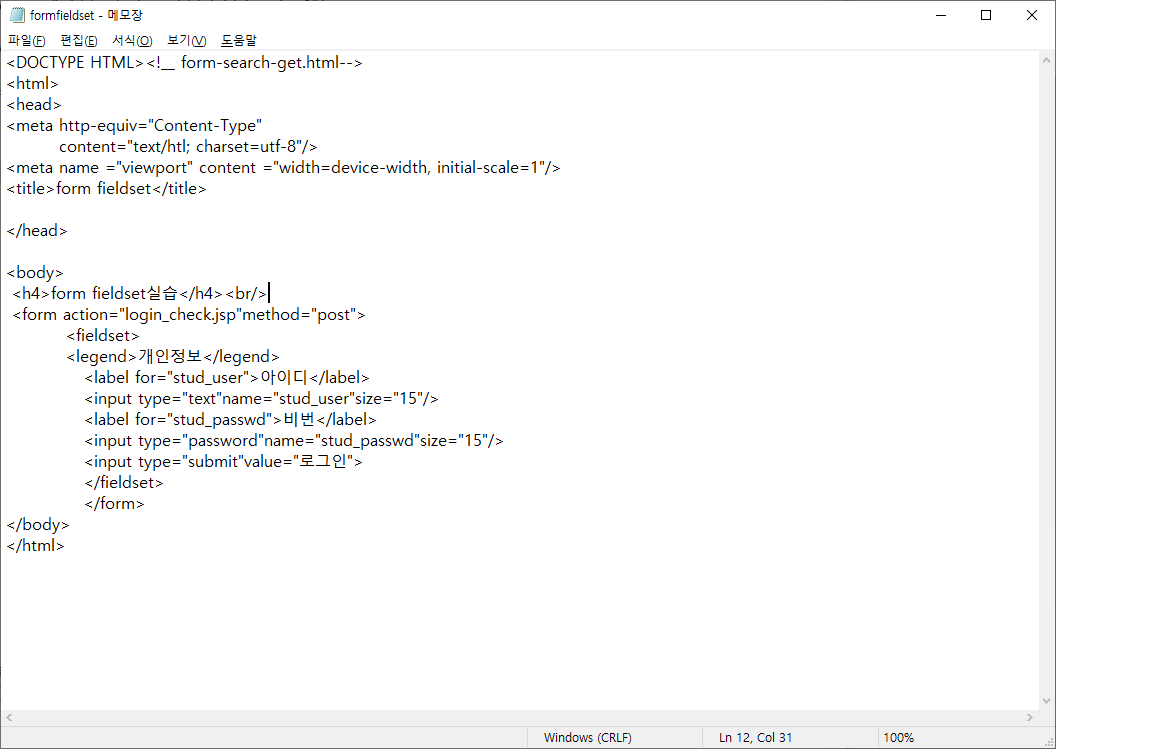 formfieldset - 메모장
파일(F) 편집(E) 서식(O) 보기(V) 도움말
<DOCTYPE HTML><!__ form-search-get.html-->
<html>
<head>
<meta http-equiv="Content-Type"
content="text/htl; charset=utf-8"/>
<meta name ="viewport" content ="width=device-width, initial-scale=1"/>
<title>form fieldset</title>
</head>
<body>
<h4>form fieldset실습</h4><br/>
<form action="login_check.jsp"method="post">
<fieldset>
<legend>개인정보</legend>
<label for="stud_user">아이디</label>
<input type="text"name="stud_user"size="15"/>
<label for="stud_passwd">비번</label>
<input type="password"name="stud_passwd"size="15"/>
<input type="submit"value="로그인">
</fieldset>
</form>
</body>
</html>
Windows (CRLF) Ln 12, Col 31 100%